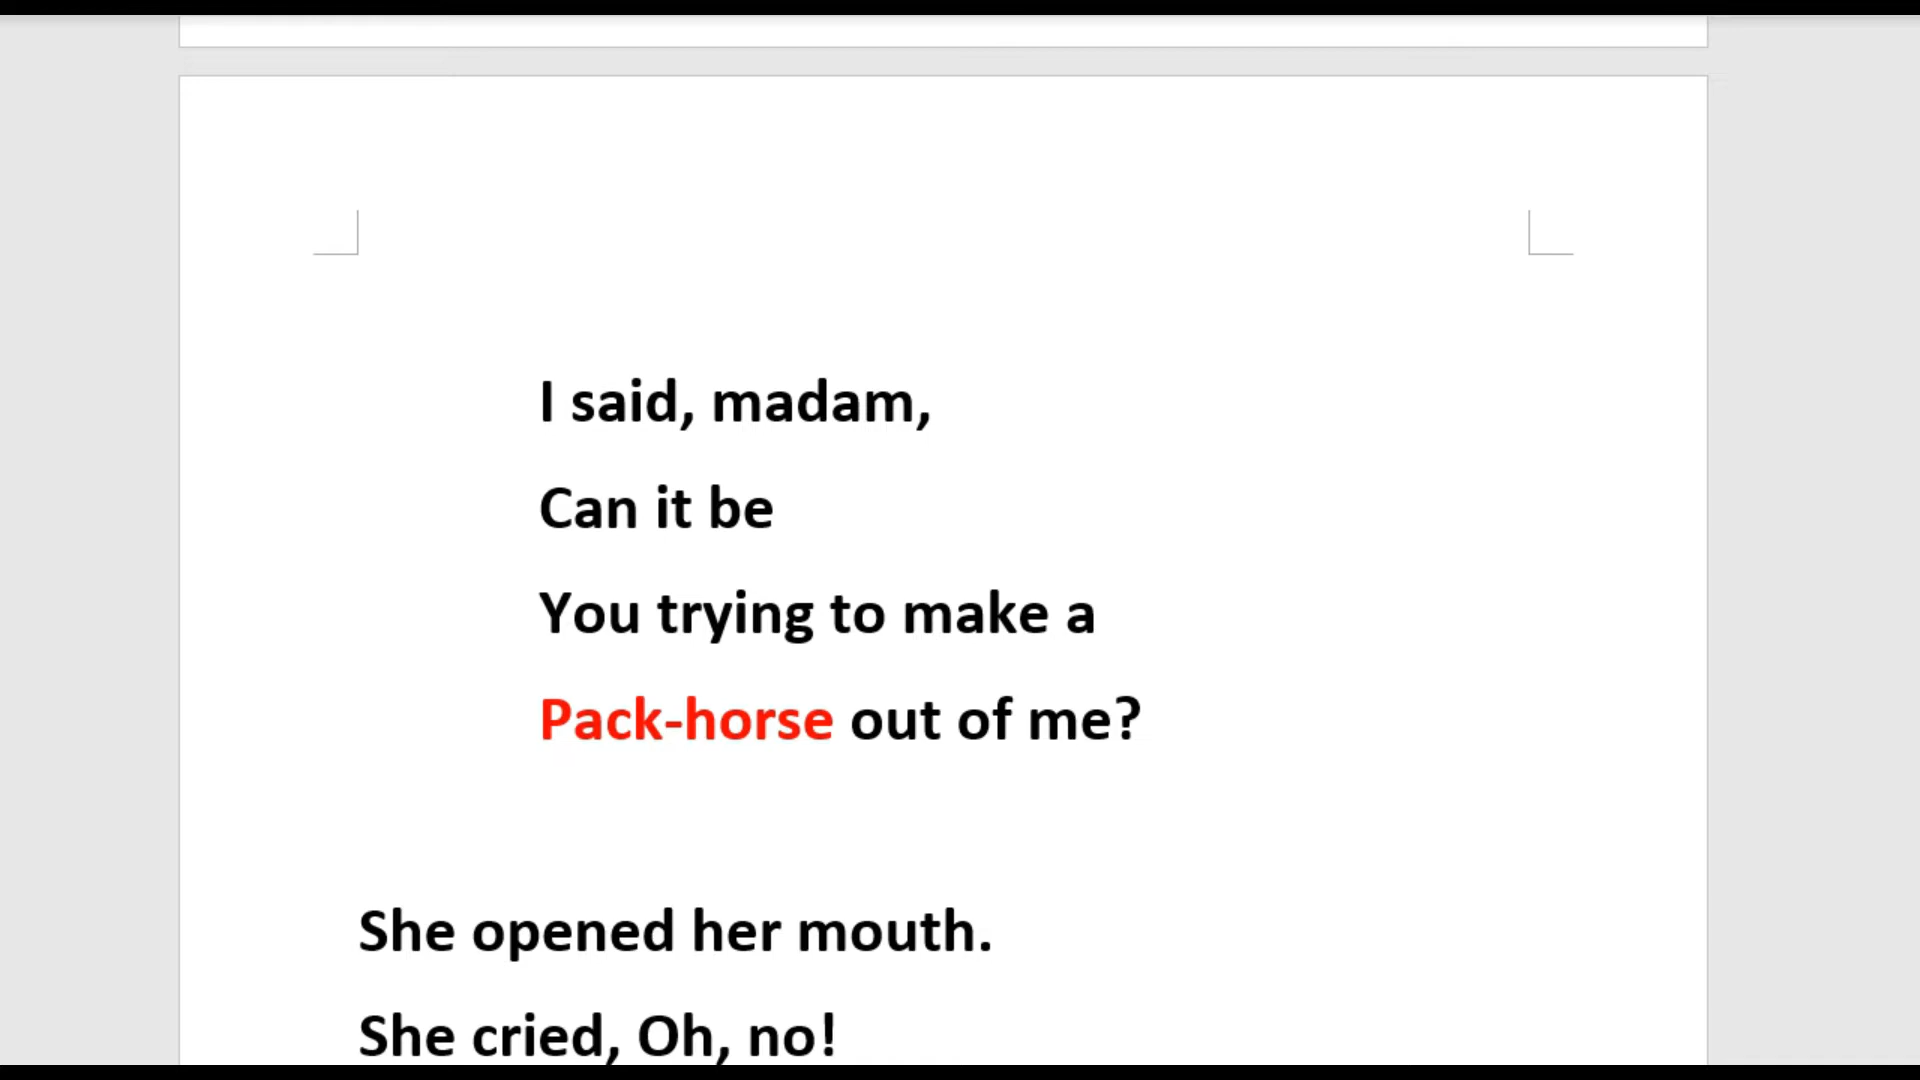 I said, madam,
Can it be
You trying to make a
Pack-horse out of me?
She opened her mouth.
She cried, Oh, no!